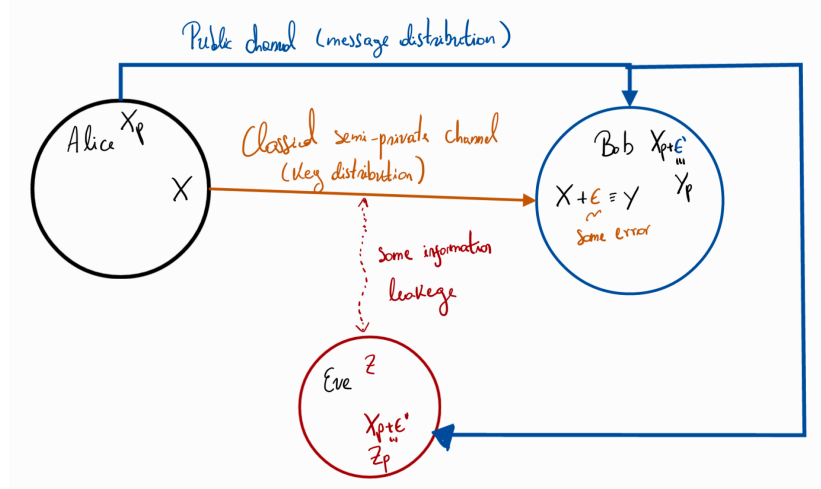 Public channel (message distribution)
Alice Xp
X
Classical semi-private channel
(Key distribution)
Bob Xp+ε'
Yp
X + ε ≡ Y
some error
some information
leakege
Eve Z
Xp+ε'
Zp